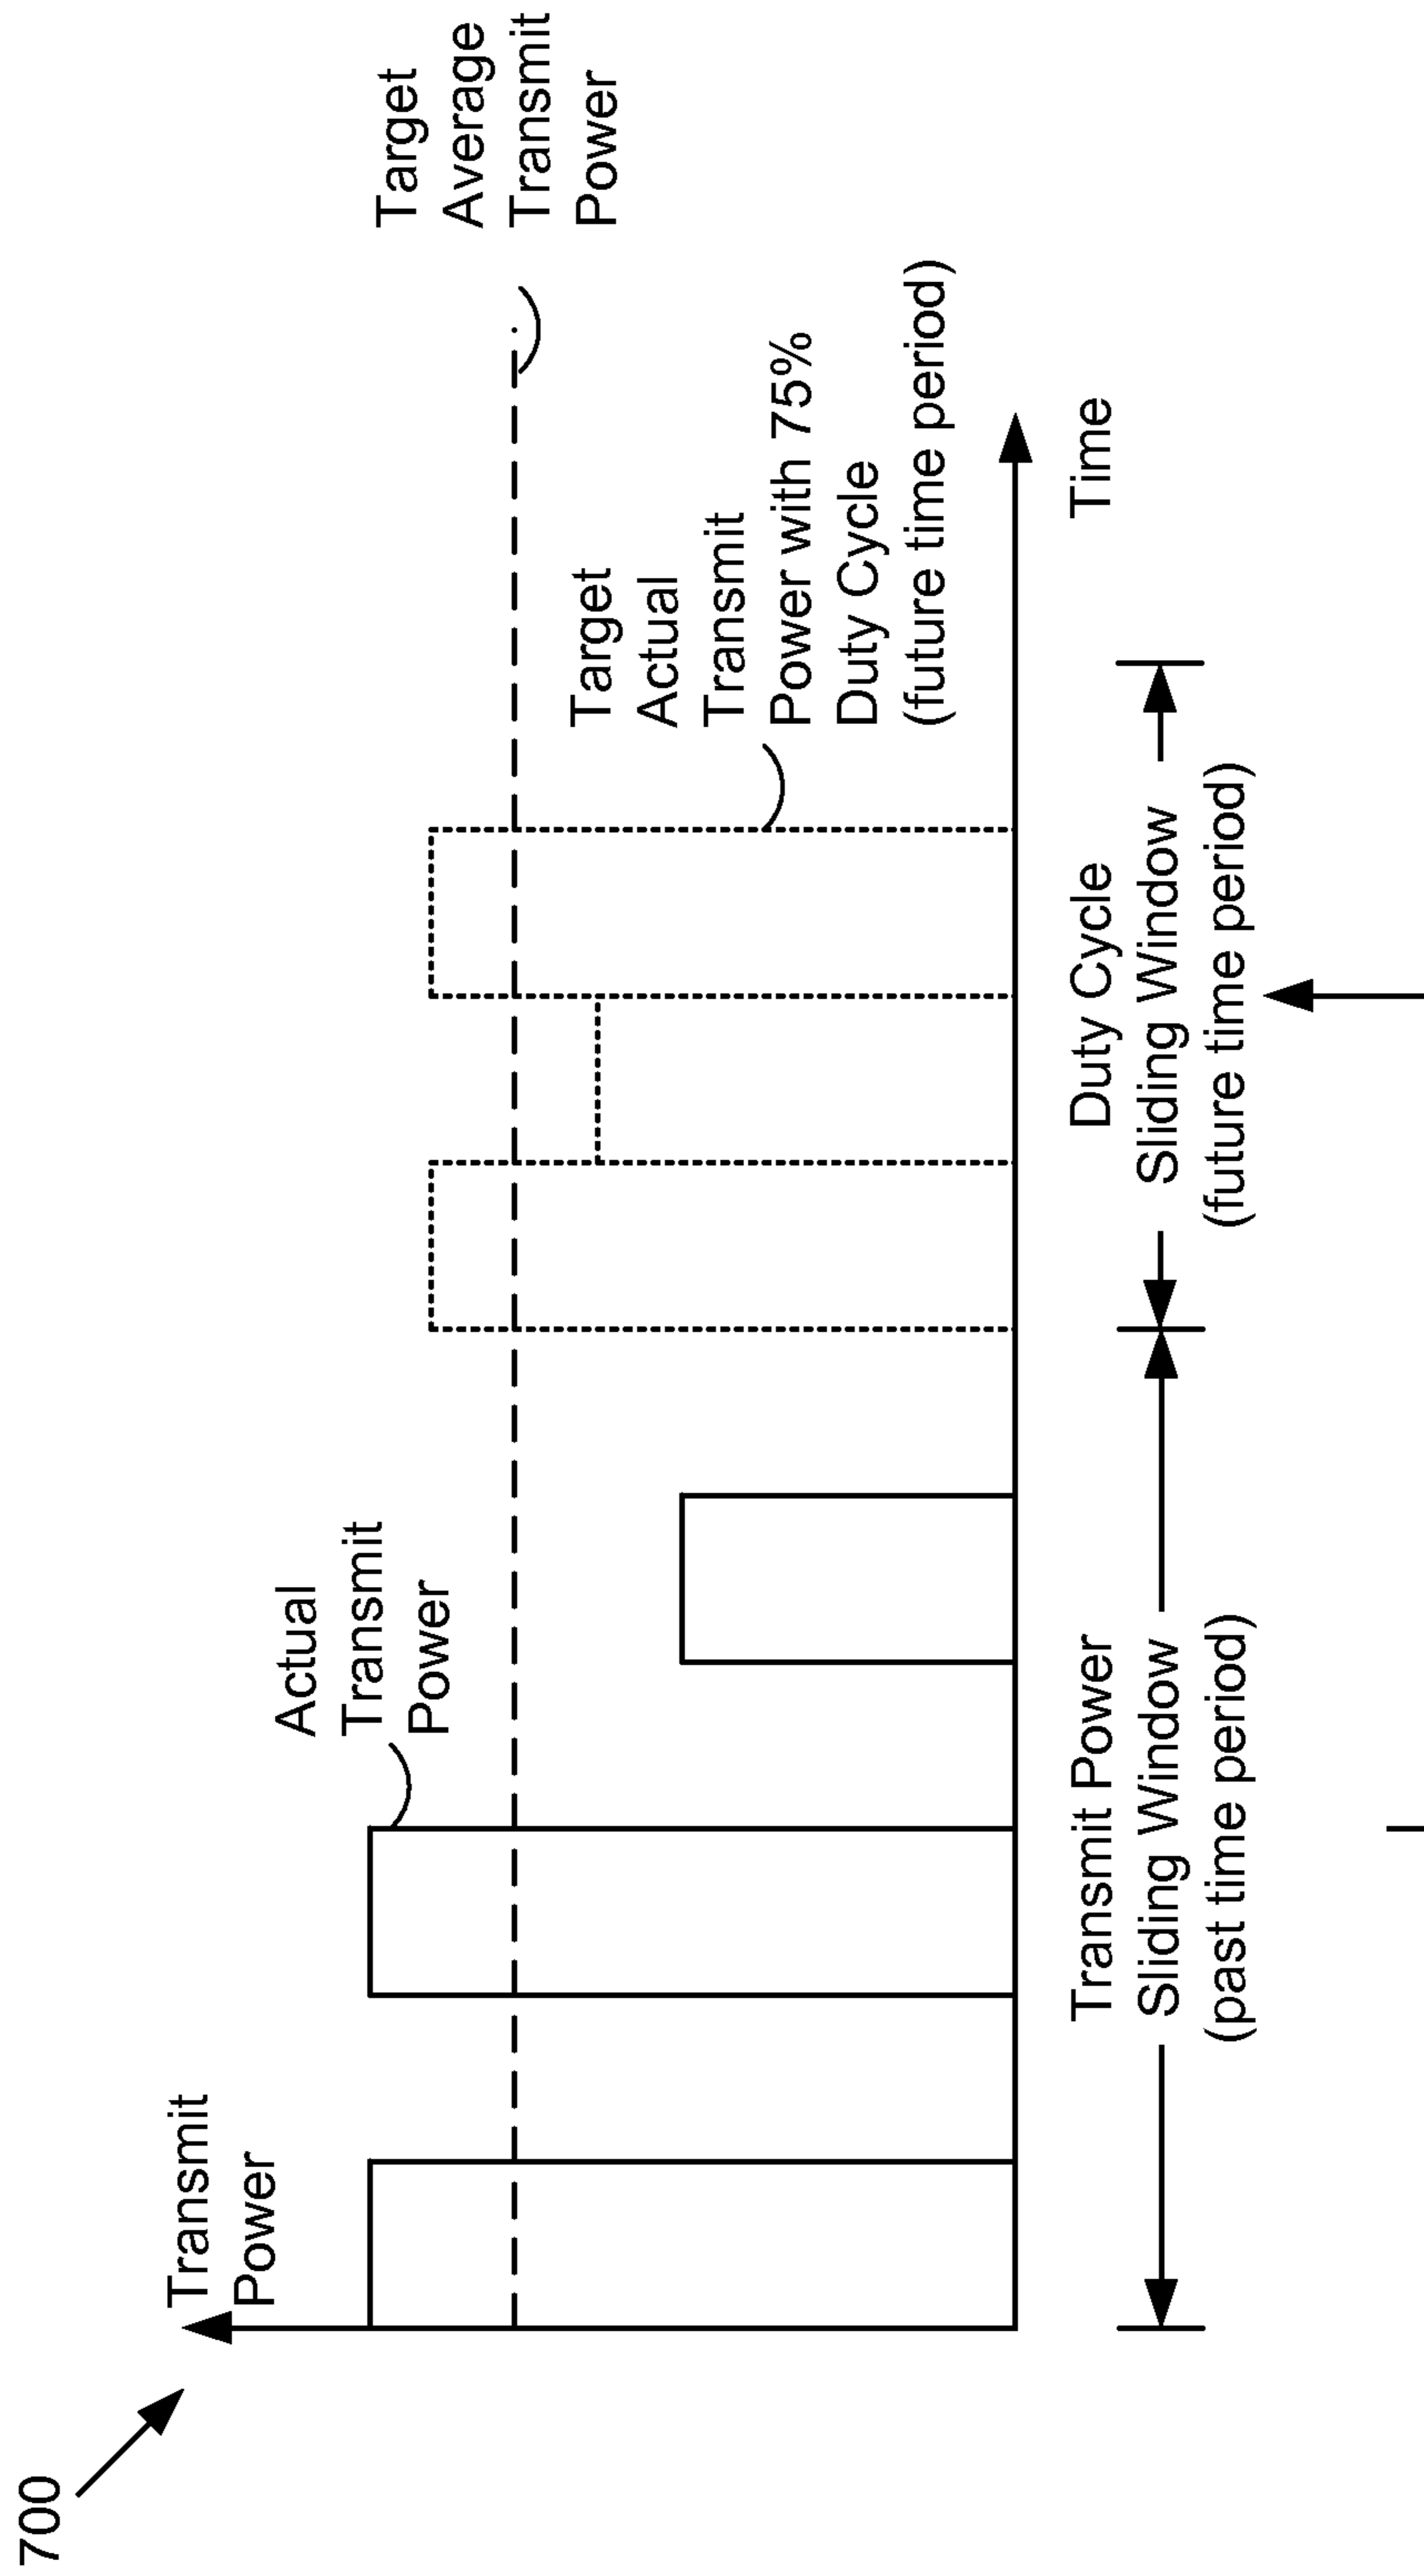 700
Transmit
Power
Actual
Transmit
Power
Target
Average
Transmit
Power
Target
Actual
Transmit
Power with 75%
Duty Cycle
(future time period)
Time
Transmit Power
Sliding Window
(past time period)
Duty Cycle
Sliding Window
(future time period)